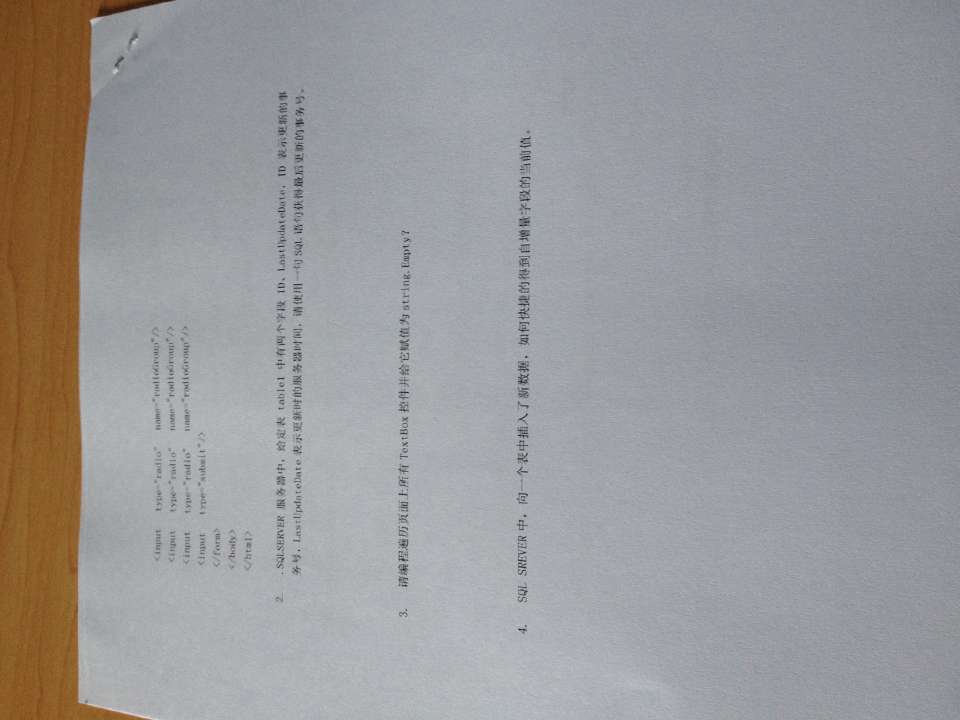 <input type="radio" name="radioGroup"/>
<input type="radio" name="radioGroup"/>
<input type="radio" name="radioGroup"/>
<input type="submit"/>
</form>
</body>
</html>
2. .SQLSERVER 服务器中，给定表 table1 中有两个字段 ID、LastUpdateDate，ID 表示更新的事
务号，LastUpdateDate 表示更新时的服务器时间，请使用一句 SQL 语句获得最后更新的事务号。
3. 请编程遍历页面上所有 TextBox 控件并给它赋值为 string.Empty？
4. SQL SREVER 中，向一个表中插入了新数据，如何快捷的得到自增量字段的当前值。